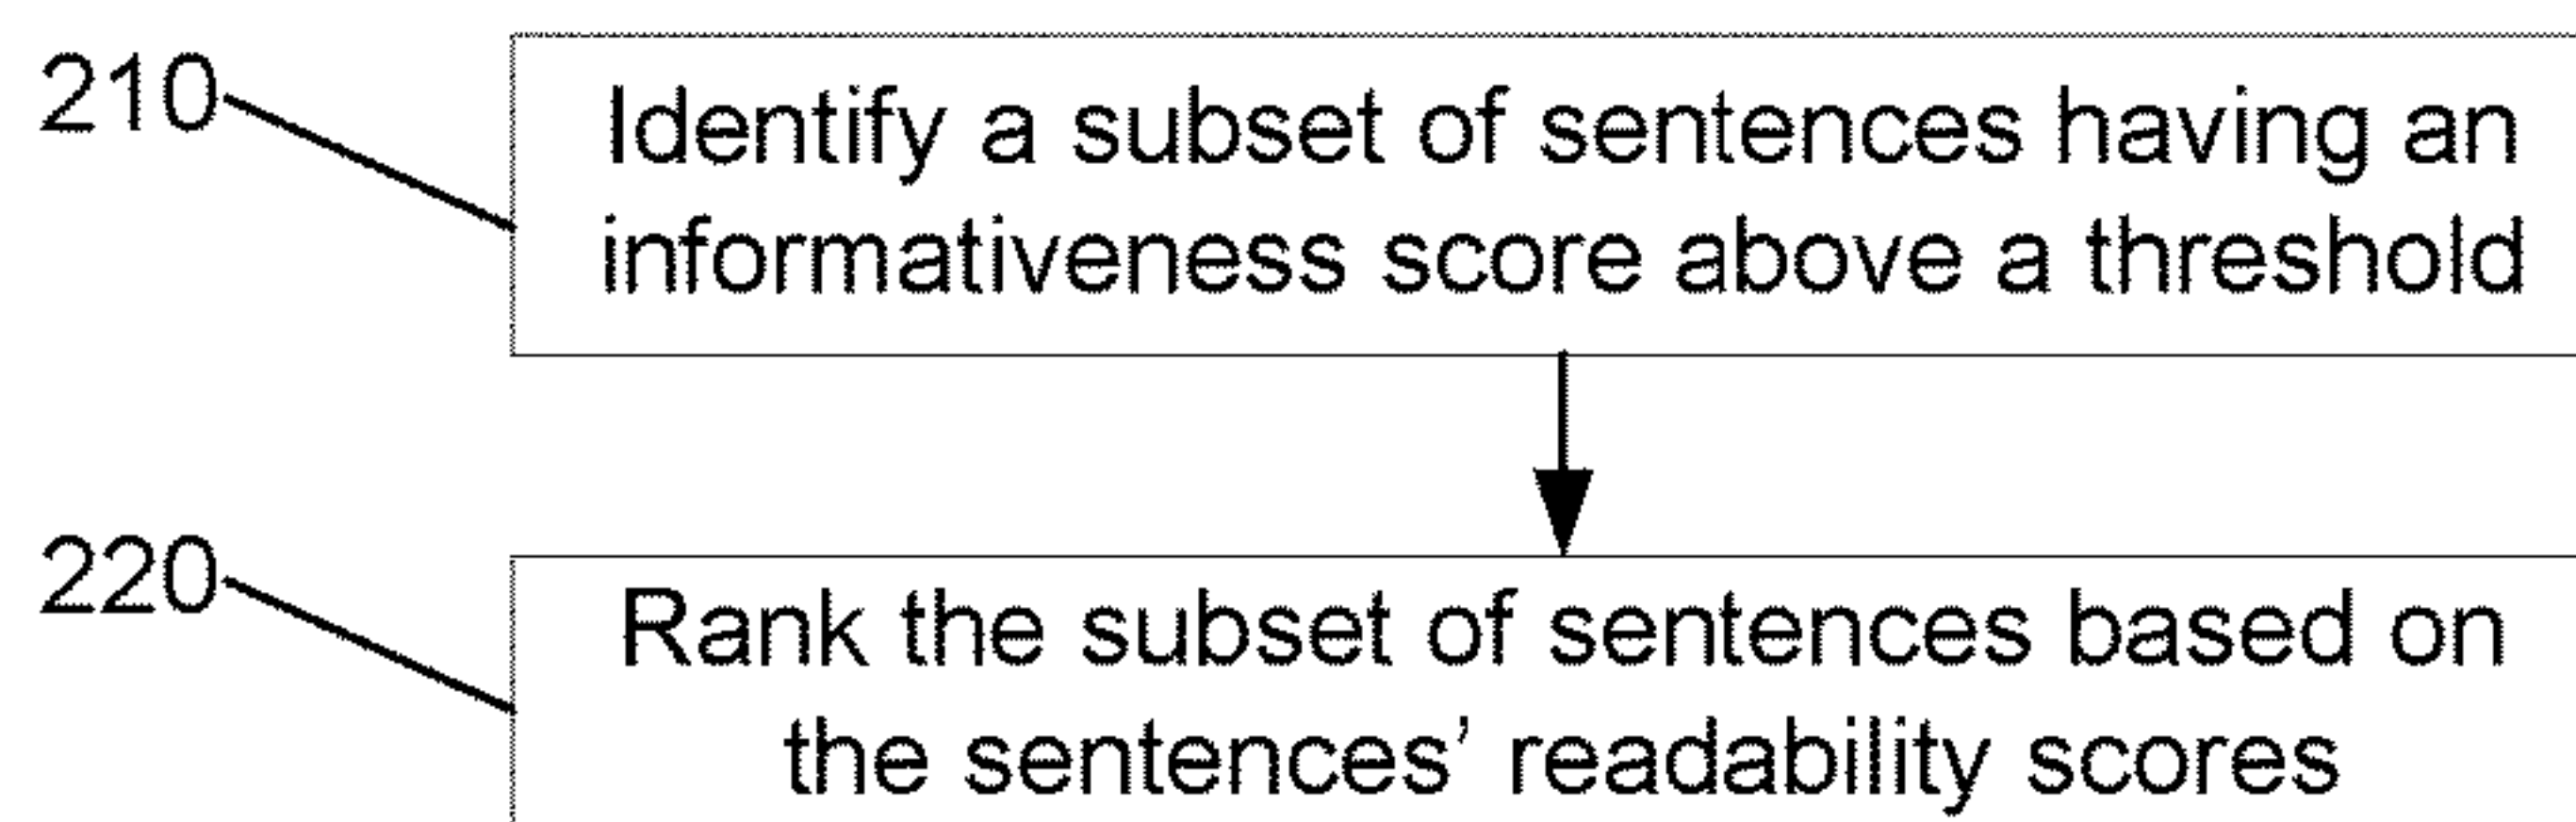 210
Identify a subset of sentences having an
informativeness score above a threshold
220
Rank the subset of sentences based on
the sentences’ readability scores